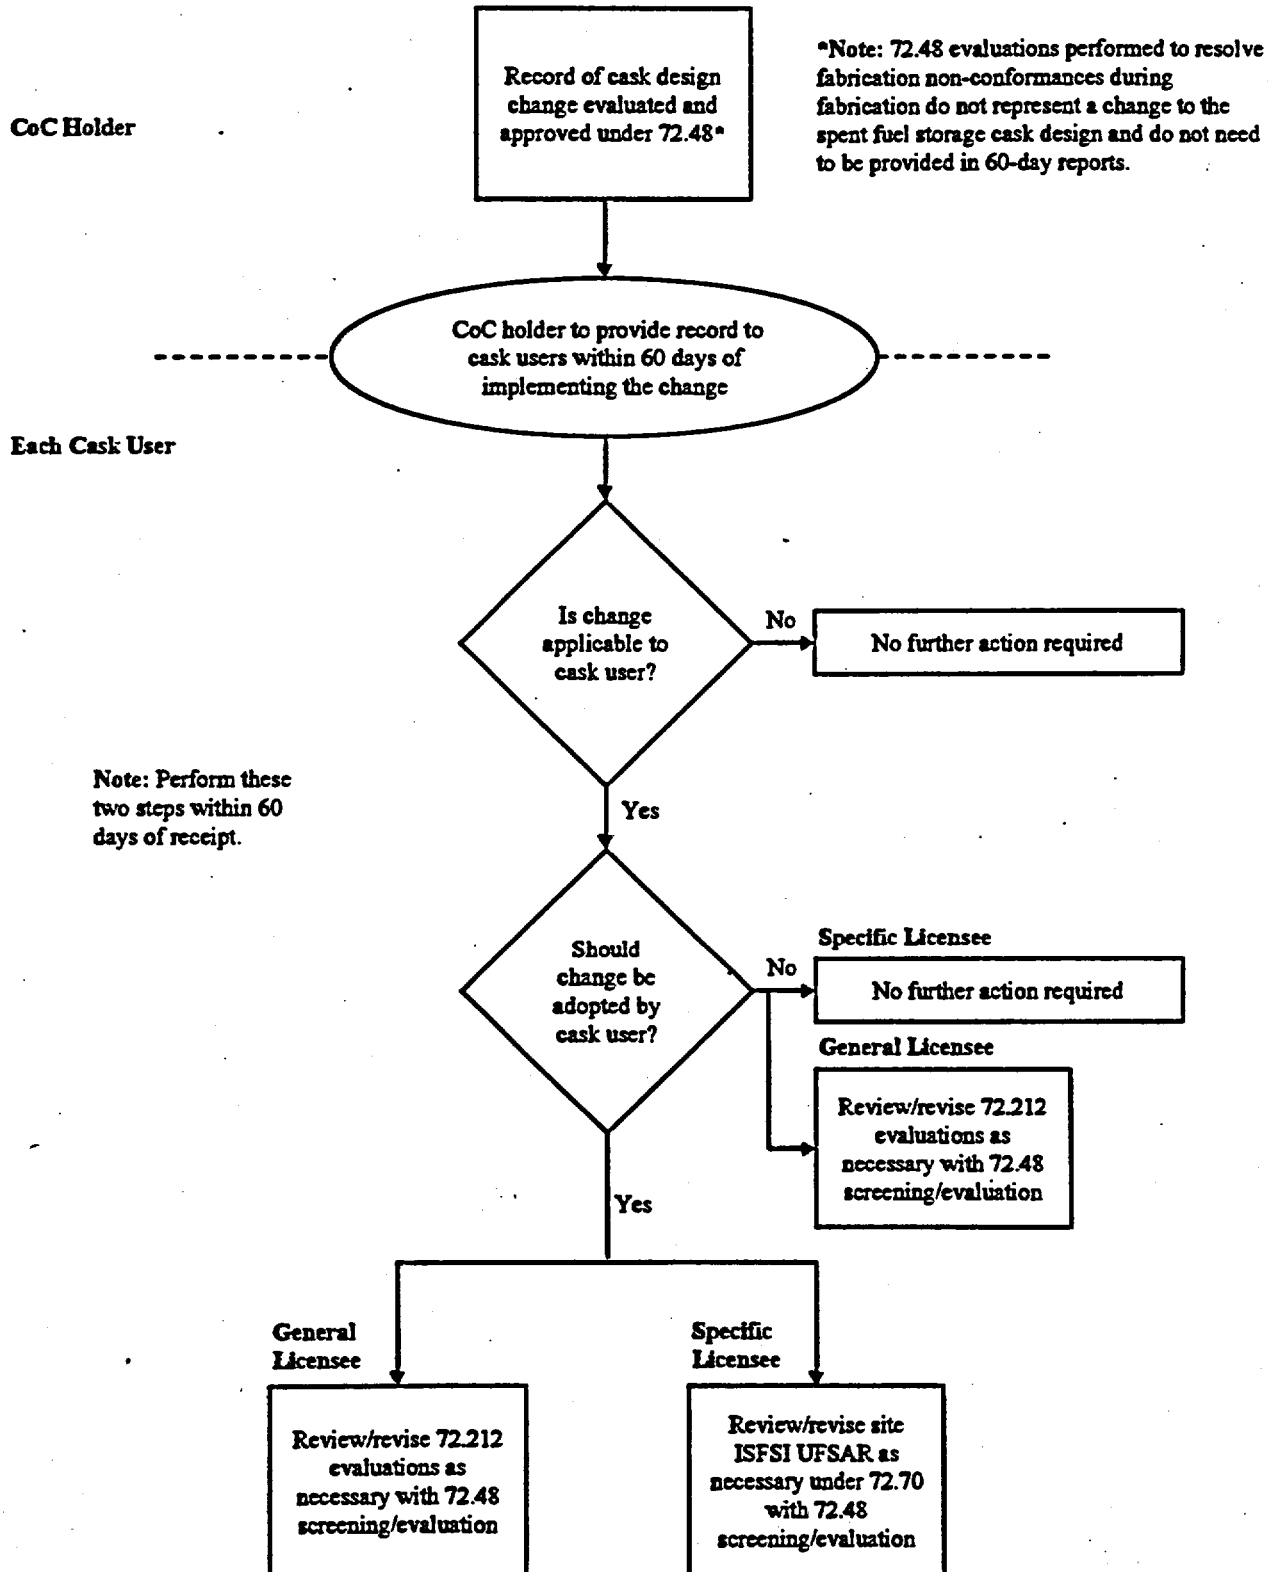 Record of cask design
change evaluated and
approved under 72.48*
*Note: 72.48 evaluations performed to resolve
fabrication non-conformances during
fabrication do not represent a change to the
spent fuel storage cask design and do not need
to be provided in 60-day reports.
CoC Holder
CoC holder to provide record to
cask users within 60 days of
implementing the change
Each Cask User
Is change
applicable to
cask user?
No
No further action required
Note: Perform these
two steps within 60
days of receipt.
Yes
Should
change be
adopted by
cask user?
No
Specific Licensee
No further action required
General Licensee
Review/revise 72.212
evaluations as
necessary with 72.48
screening/evaluation
Yes
General
Licensee
Review/revise 72.212
evaluations as
necessary with 72.48
screening/evaluation
Specific
Licensee
Review/revise site
ISFSI UFSAR as
necessary under 72.70
with 72.48
screening/evaluation